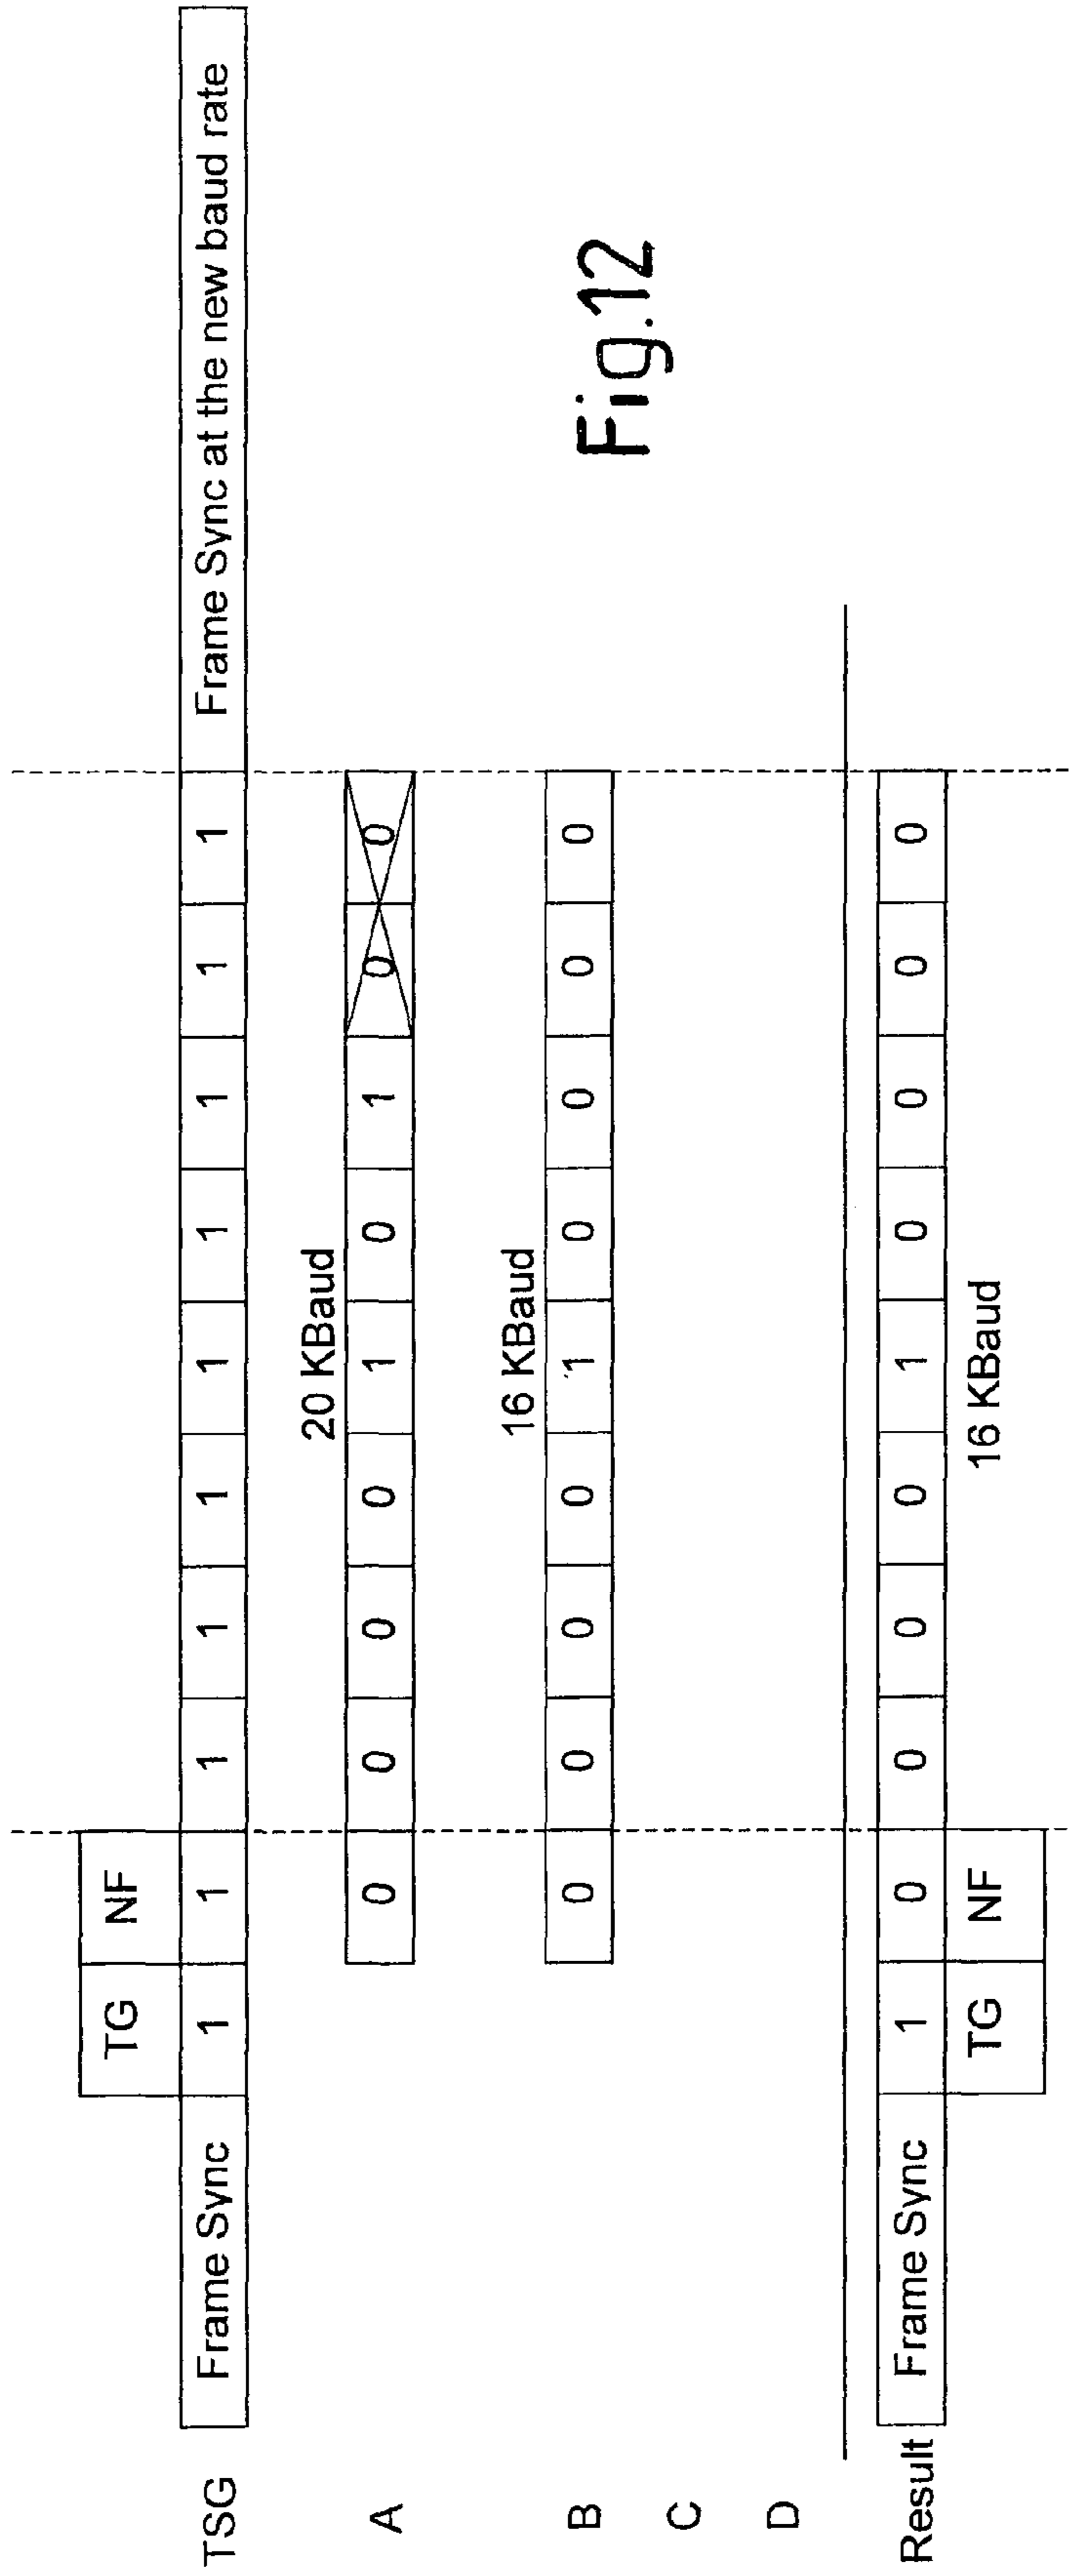 TG NF
TSG Frame Sync 1 1 1 1 1 1 1 1 1 1 Frame Sync at the new baud rate
20 KBaud
A 0 0 0 0 1 0 1 0 0
16 KBaud
B 0 0 0 0 1 0 0 0 0
C
D
Result Frame Sync 1 0 0 0 0 1 0 0 0 0
TG NF
16 KBaud
Fig.12